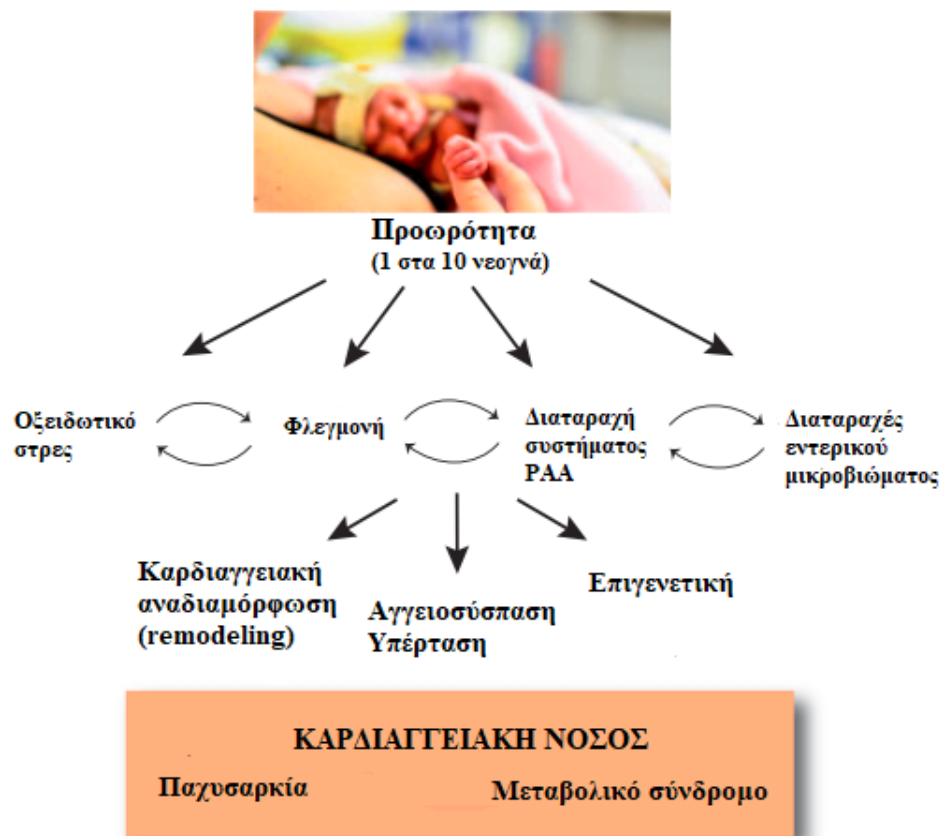 Προωρότητα
(1 στα 10 νεογνά)
Οξειδωτικό
στρες
Φλεγμονή
Διαταραχή
συστήματος
ΡΑΑ
Διαταραχές
εντερικού
μικροβιώματος
Καρδιαγγειακή
αναδιαμόρφωση
(remodeling)
Αγγειοσύσπαση
Υπέρταση
Επιγενετική
ΚΑΡΔΙΑΓΓΕΙΑΚΗ ΝΟΣΟΣ
Παχυσαρκία
Μεταβολικό σύνδρομο